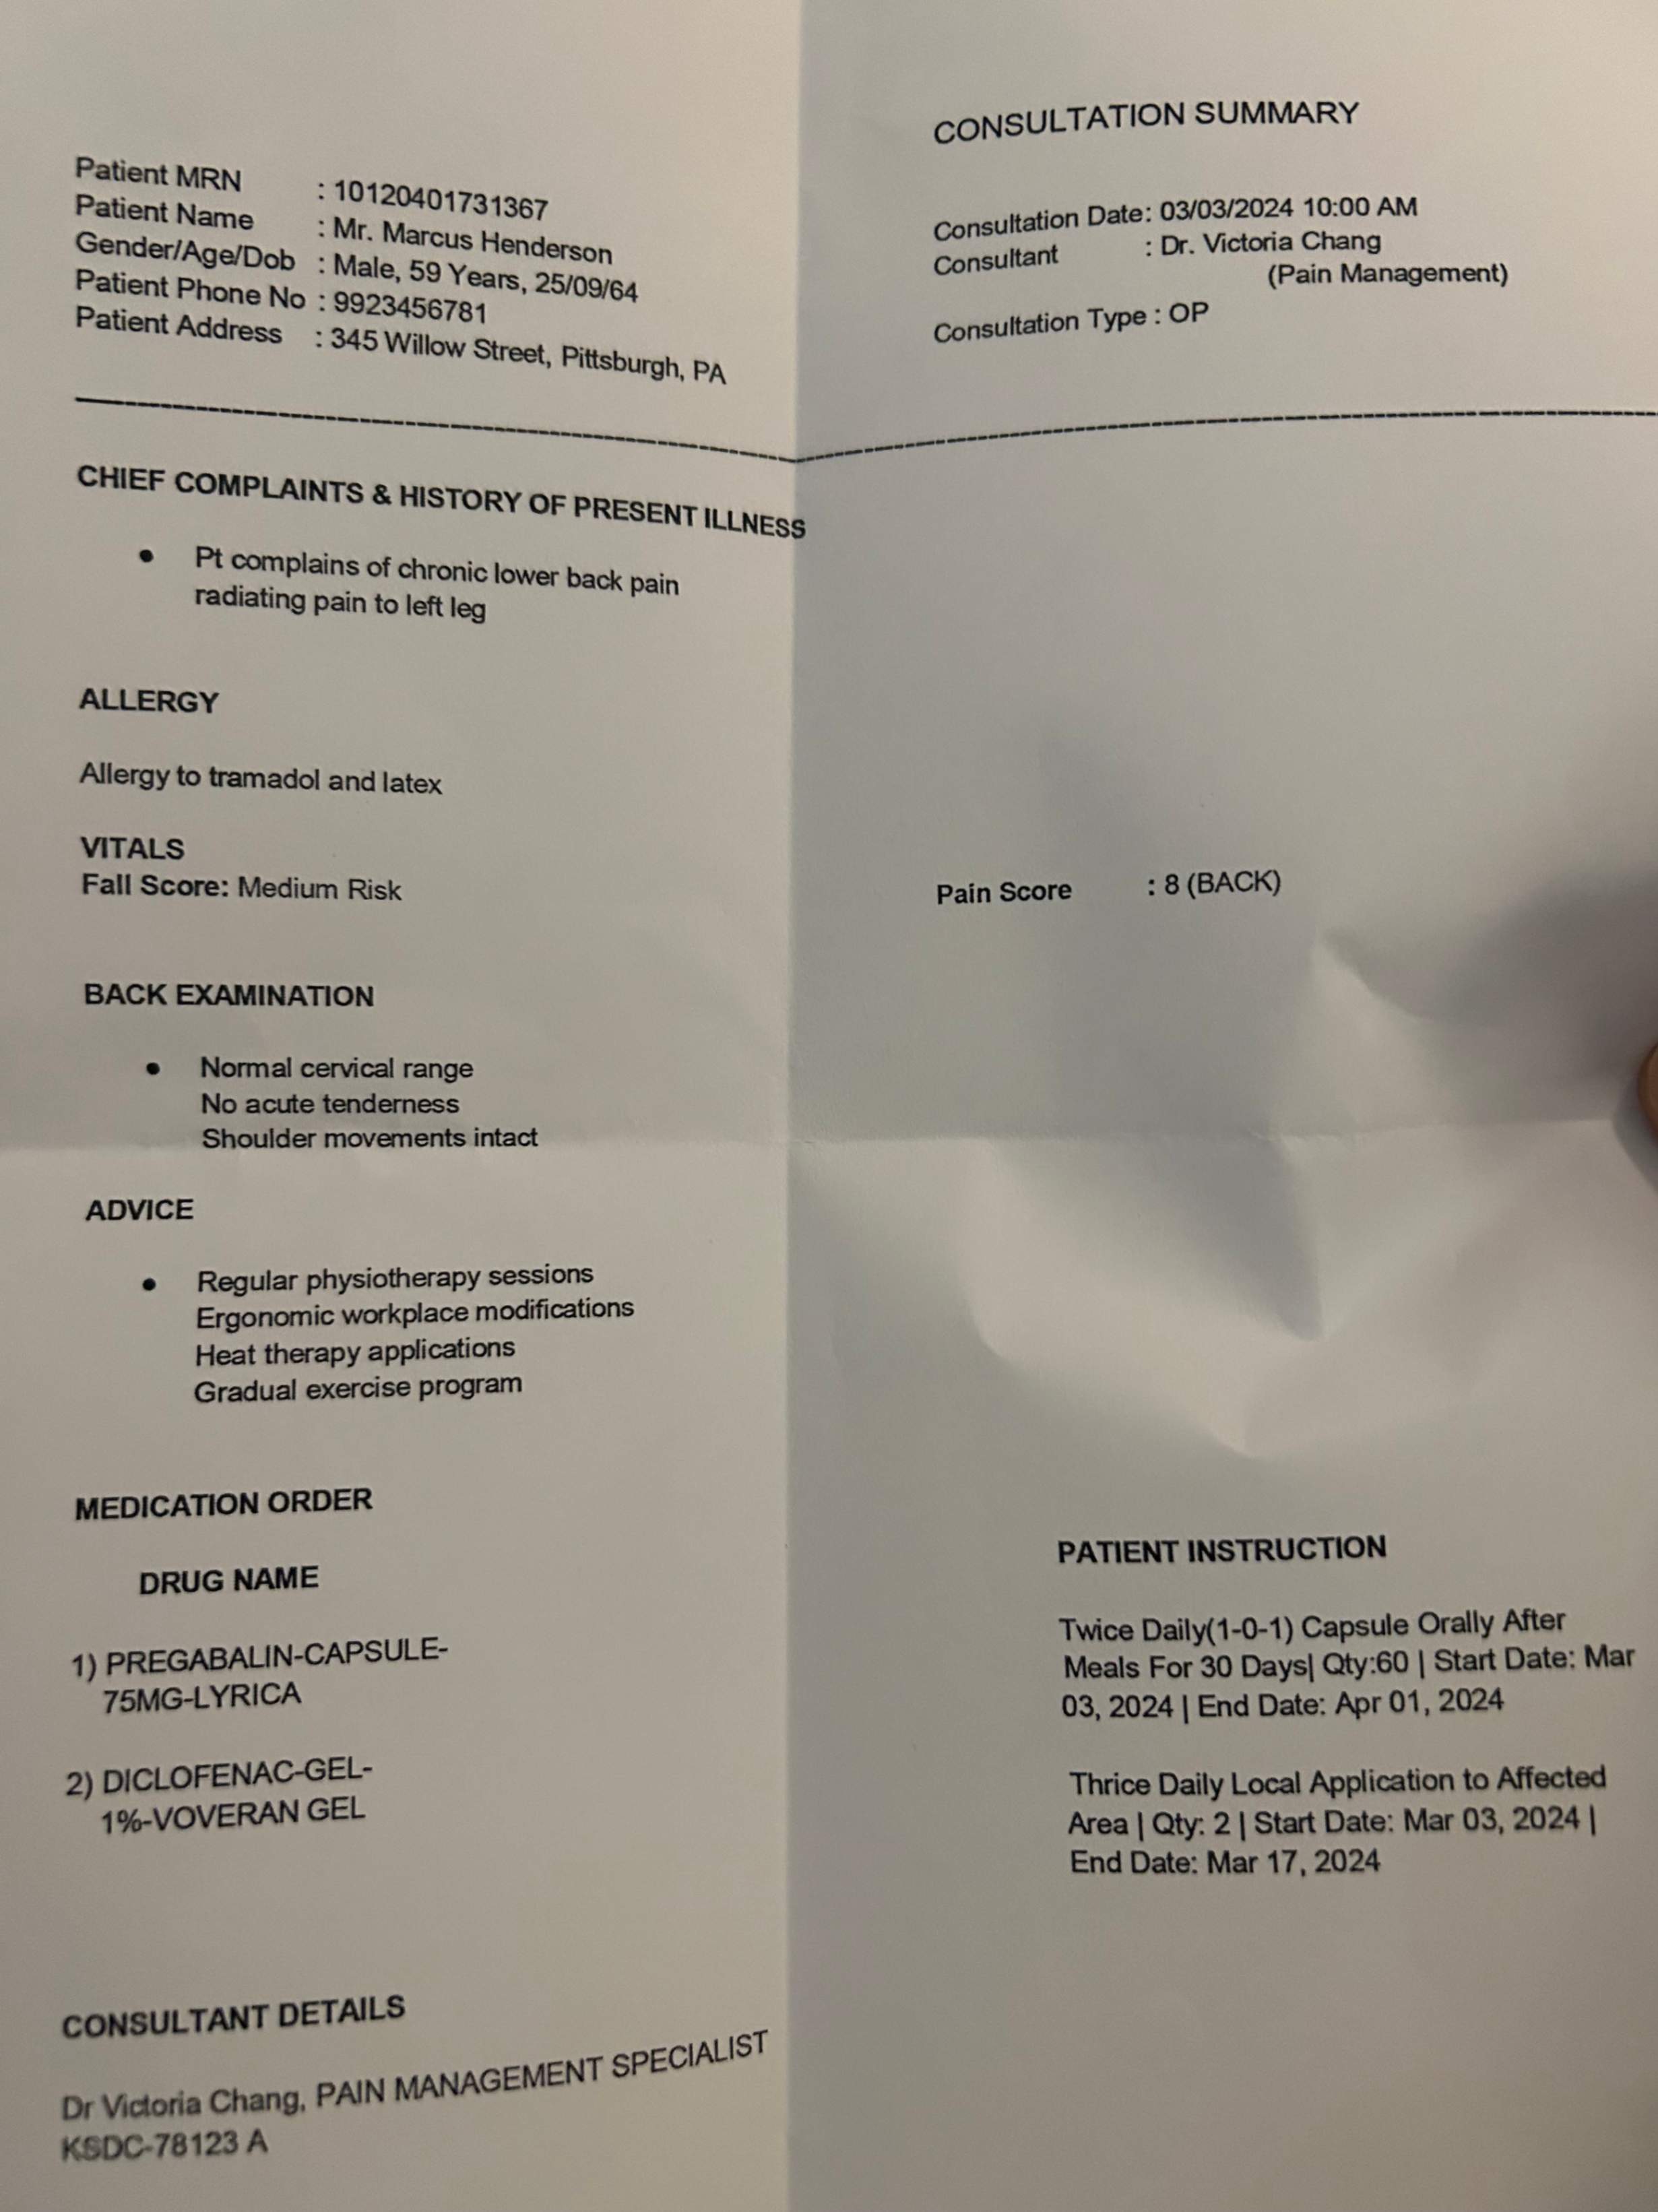 CONSULTATION SUMMARY
Patient MRN : 10120401731367
Patient Name : Mr. Marcus Henderson
Gender/Age/Dob : Male, 59 Years, 25/09/64
Patient Phone No : 9923456781
Patient Address : 345 Willow Street, Pittsburgh, PA
Consultation Date: 03/03/2024 10:00 AM
Consultant : Dr. Victoria Chang
(Pain Management)
Consultation Type : OP
CHIEF COMPLAINTS & HISTORY OF PRESENT ILLNESS
• Pt complains of chronic lower back pain
radiating pain to left leg
ALLERGY
Allergy to tramadol and latex
VITALS
Fall Score: Medium Risk
Pain Score : 8 (BACK)
BACK EXAMINATION
• Normal cervical range
No acute tenderness
Shoulder movements intact
ADVICE
• Regular physiotherapy sessions
Ergonomic workplace modifications
Heat therapy applications
Gradual exercise program
MEDICATION ORDER
DRUG NAME
PATIENT INSTRUCTION
1) PREGABALIN-CAPSULE-
75MG-LYRICA
Twice Daily(1-0-1) Capsule Orally After
Meals For 30 Days| Qty:60 | Start Date: Mar
03, 2024 | End Date: Apr 01, 2024
2) DICLOFENAC-GEL-
1%-VOVERAN GEL
Thrice Daily Local Application to Affected
Area | Qty: 2 | Start Date: Mar 03, 2024 |
End Date: Mar 17, 2024
CONSULTANT DETAILS
Dr Victoria Chang, PAIN MANAGEMENT SPECIALIST
KSDC-78123 A